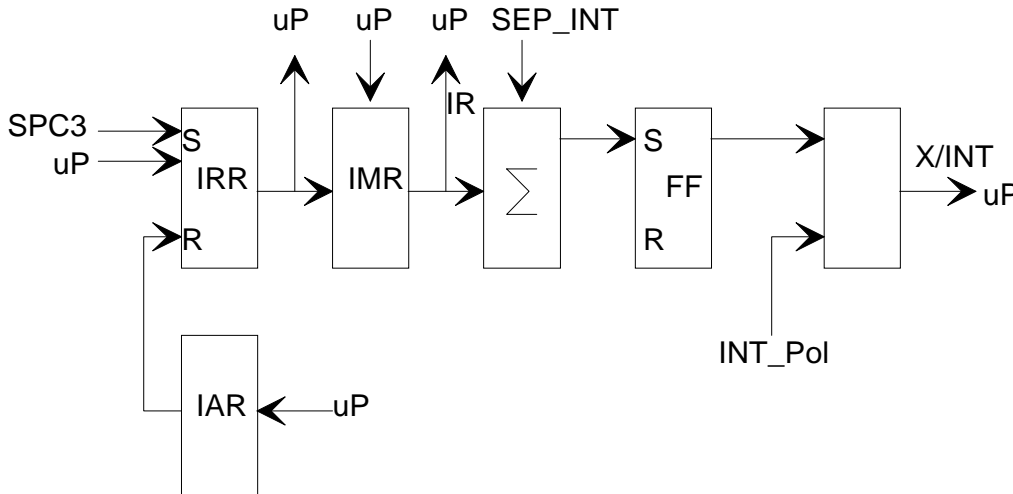 uP uP uP SEP_INT
IR
SPC3 S S
uP IRR IMR ∑ FF X/INT
uP
R R
INT_Pol
IAR uP